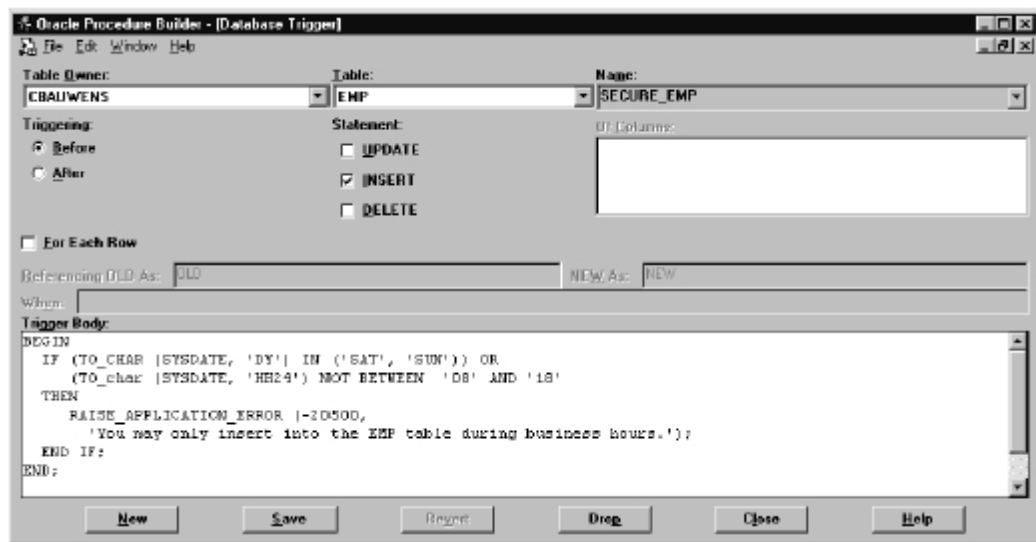 Oracle Procedure Builder - [Database Trigger]
File Edit Window Help
Table Owner: Table: Name:
CBAUWENS EMP SECURE_EMP
Triggering: Statement: Of Columns:
Before UPDATE
After INSERT
DELETE
For Each Row
Referencing OLD As: OLD NEW As: NEW
When:
Trigger Body:
BEGIN
IF (TO_CHAR (SYSDATE, 'DY') IN ('SAT', 'SUN')) OR
(TO_char (SYSDATE, 'HH24') NOT BETWEEN '08' AND '18'
THEN
RAISE_APPLICATION_ERROR (-20500,
'You may only insert into the EMP table during business hours.');
END IF;
END;
New Save Revert Drop Close Help